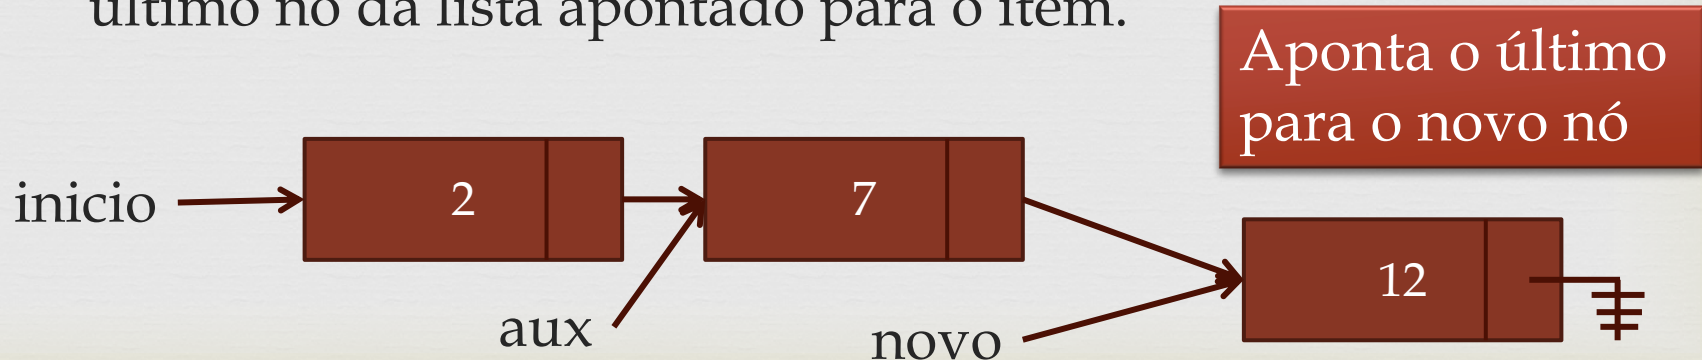 último nó da lista apontado para o item.
Aponta o último
para o novo nó
inicio
2
7
12
aux
novo